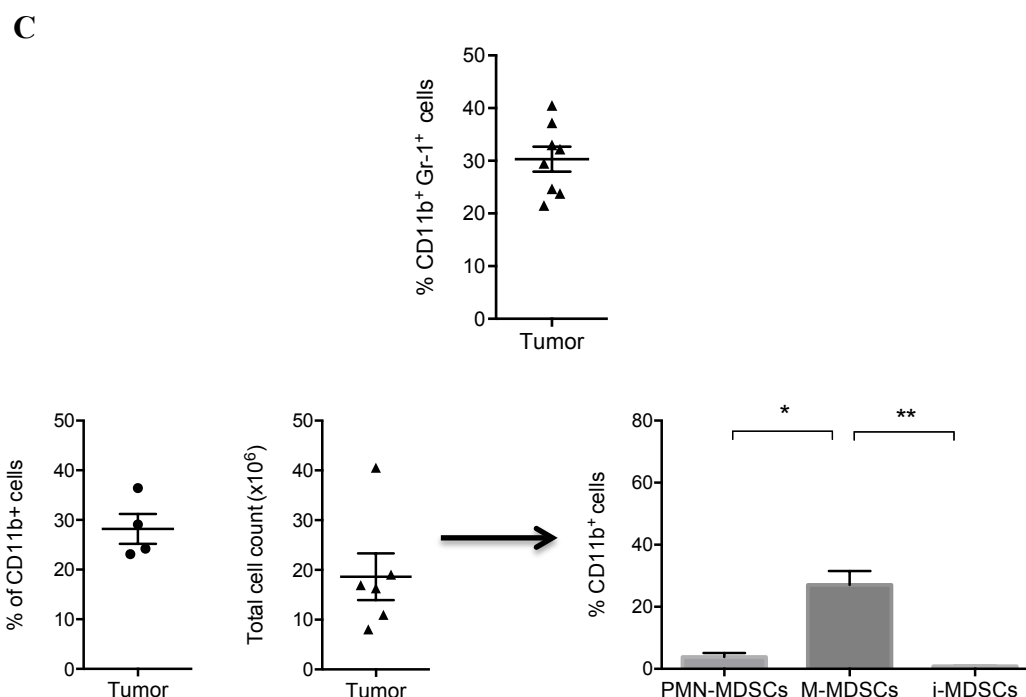 C
% CD11b⁺ Gr-1⁺ cells
50
40
30
20
10
0
Tumor
% of CD11b+ cells
50
40
30
20
10
0
Tumor
Total cell count (x10⁶)
50
40
30
20
10
0
Tumor
% CD11b⁺ cells
80
60
40
20
0
* **
PMN-MDSCs M-MDSCs i-MDSCs